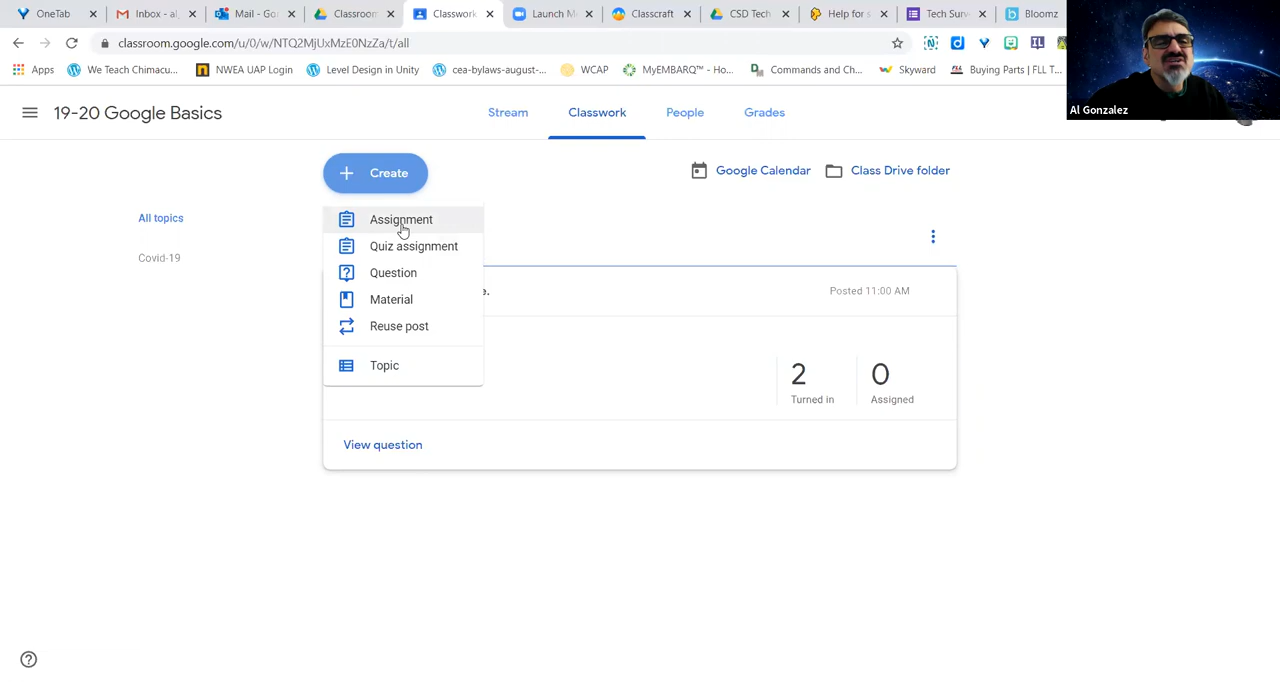 OneTab
Inbox - al
Mail - Go
Classroom
Classwork
Launch M
Classcraft
CSD Tech
Help for s
Tech Surv
Bloomz
classroom.google.com/u/0/w/NTQ2MjUxMzE0NzZa/t/all
Apps
We Teach Chimacu...
NWEA UAP Login
Level Design in Unity
cea-bylaws-august-...
WCAP
MyEMBARQ™ - Ho...
Commands and Ch...
Skyward
Buying Parts | FLL T...
Al Gonzalez
19-20 Google Basics
Stream
Classwork
People
Grades
Create
Google Calendar
Class Drive folder
All topics
Covid-19
Assignment
Quiz assignment
Question
Material
Reuse post
Topic
e.
Posted 11:00 AM
2
Turned in
0
Assigned
View question